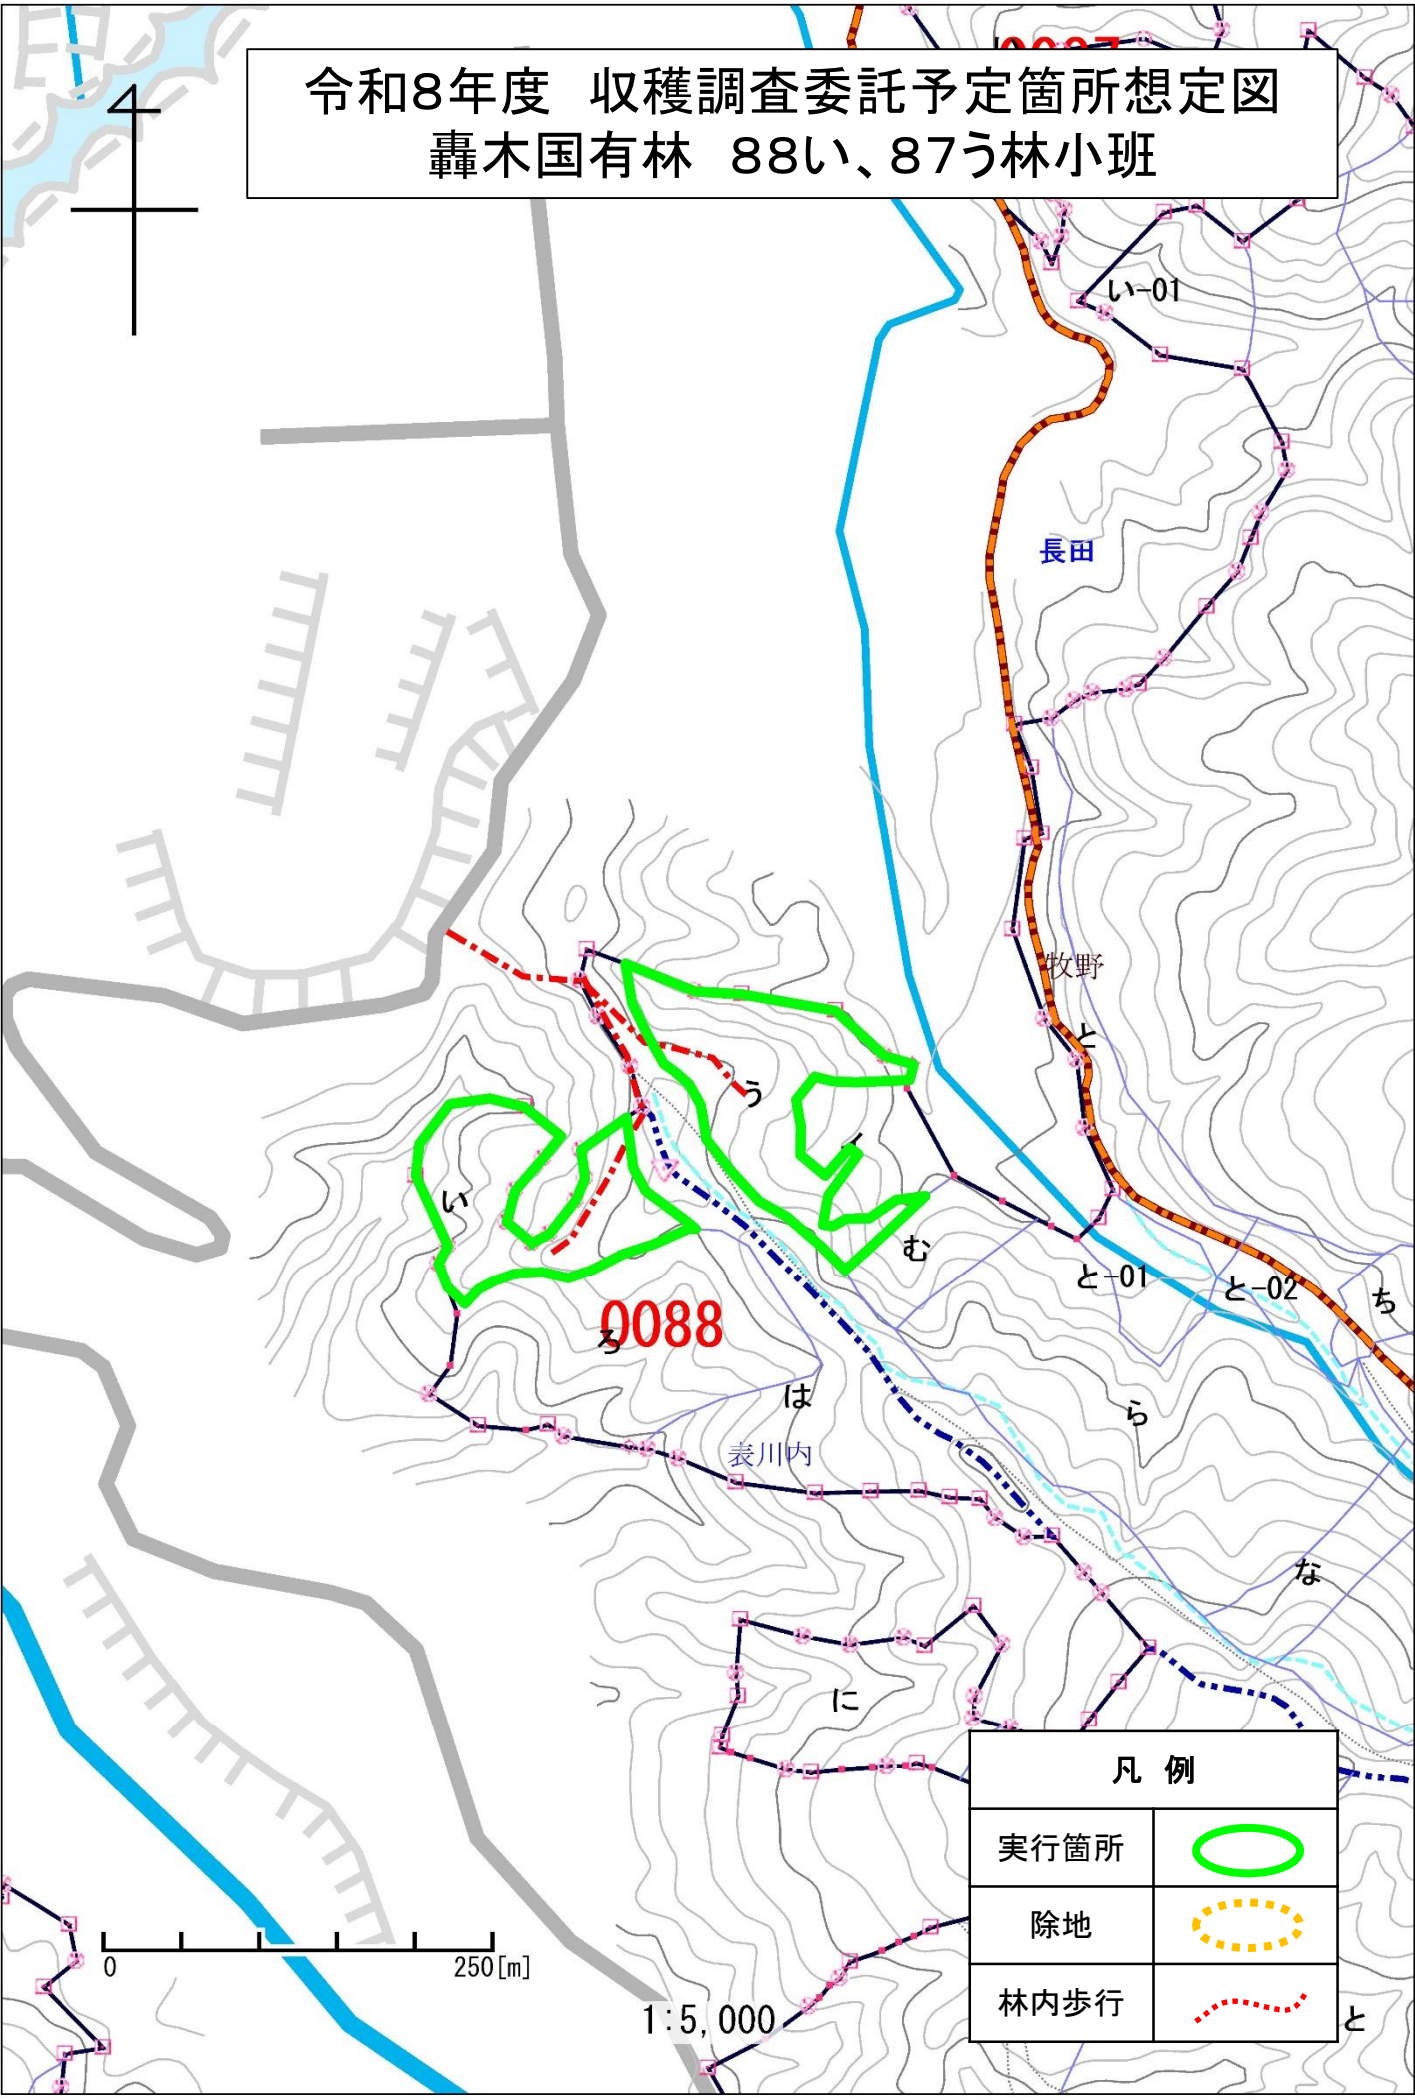 令和8年度　収穫調査委託予定箇所想定図
轟木国有林　88い、87う林小班
い-01
長田
牧野
と
う
イ
い
む
と-01
と-02
ち
0088
ろ
は
ら
表川内
な
に
凡 例
実行箇所
除地
林内歩行
0
250[m]
1:5,000
と